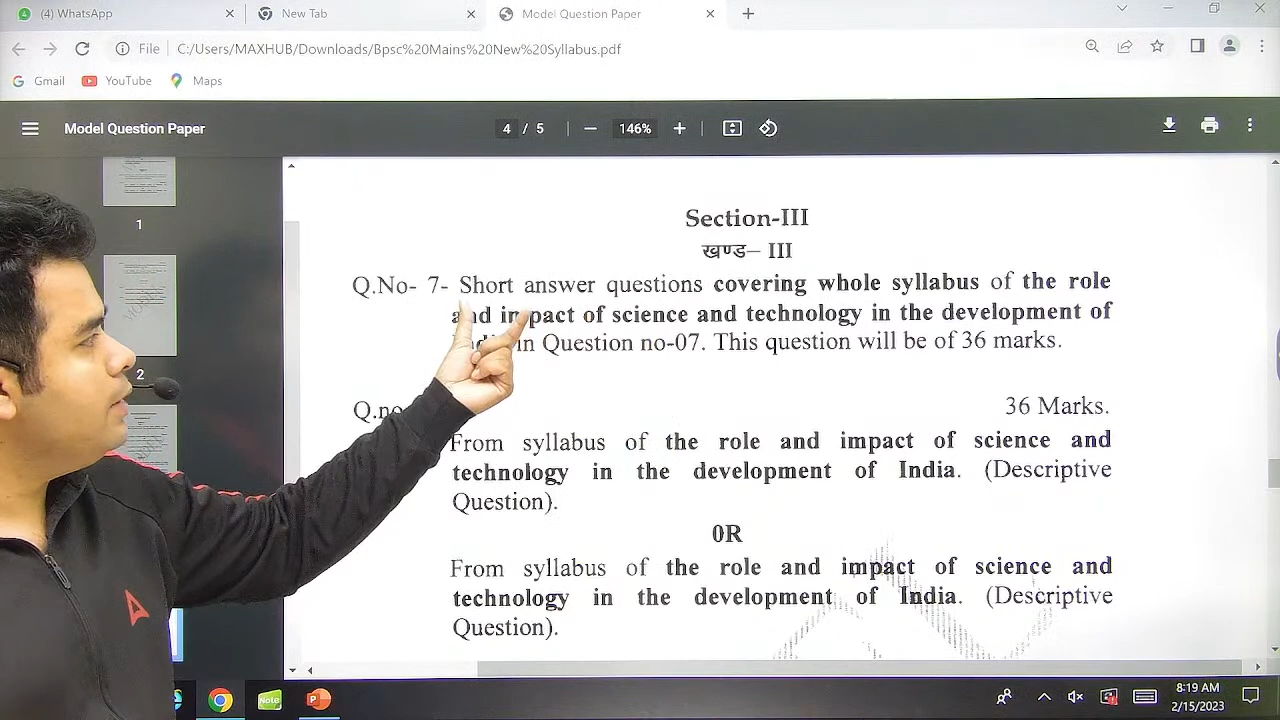 (4) WhatsApp
New Tab
Model Question Paper
File C:/Users/MAXHUB/Downloads/Bpsc%20Mains%20New%20Syllabus.pdf
Gmail YouTube Maps
Model Question Paper 4 / 5 146%
1
2
Section-III
खण्ड– III
Q.No- 7- Short answer questions covering whole syllabus of the role
and impact of science and technology in the development of
in Question no-07. This question will be of 36 marks.
Q.no 36 Marks.
From syllabus of the role and impact of science and
technology in the development of India. (Descriptive
Question).
0R
From syllabus of the role and impact of science and
technology in the development of India. (Descriptive
Question).
Note
8:19 AM
2/15/2023